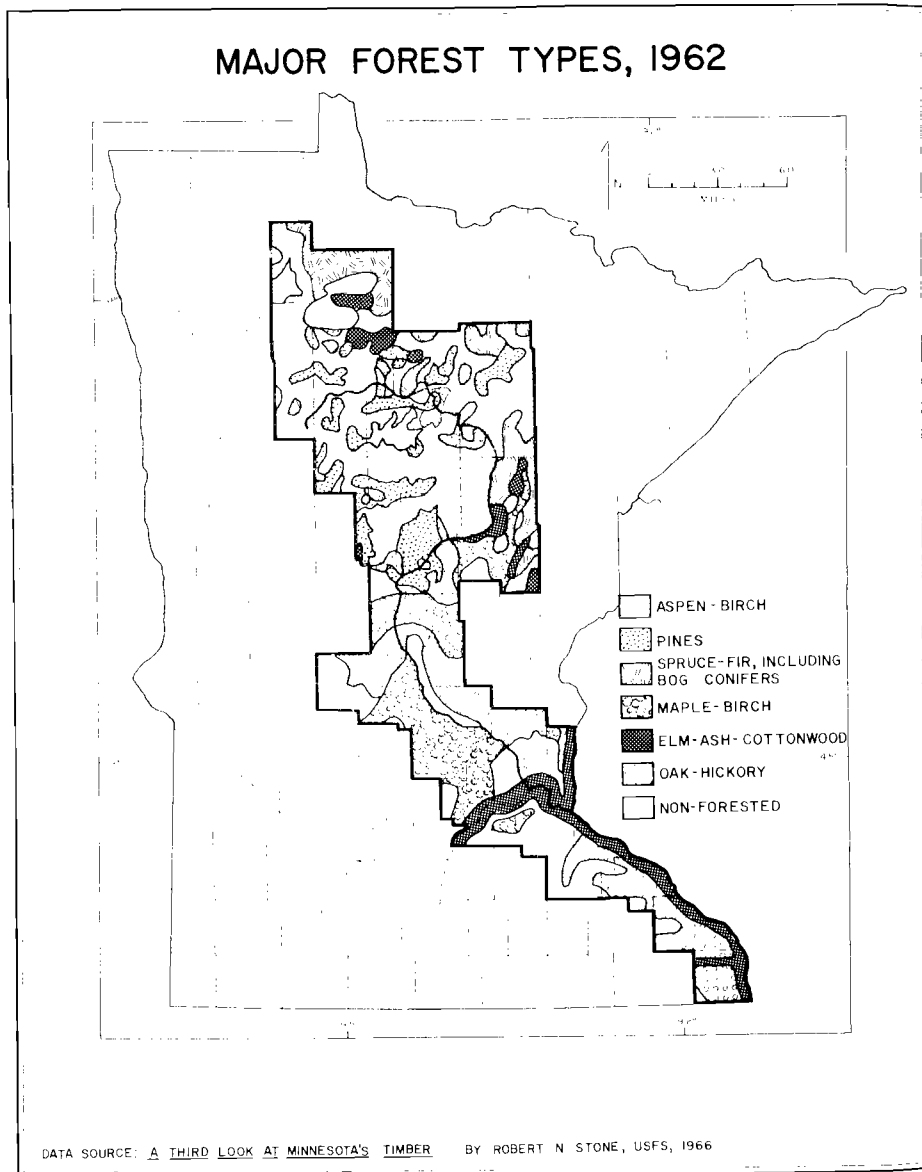 MAJOR FOREST TYPES, 1962
N
ASPEN-BIRCH
PINES
SPRUCE-FIR, INCLUDING
BOG CONIFERS
MAPLE-BIRCH
ELM-ASH-COTTONWOOD
OAK-HICKORY
NON-FORESTED
DATA SOURCE: A THIRD LOOK AT MINNESOTA'S TIMBER BY ROBERT N STONE, USFS, 1966